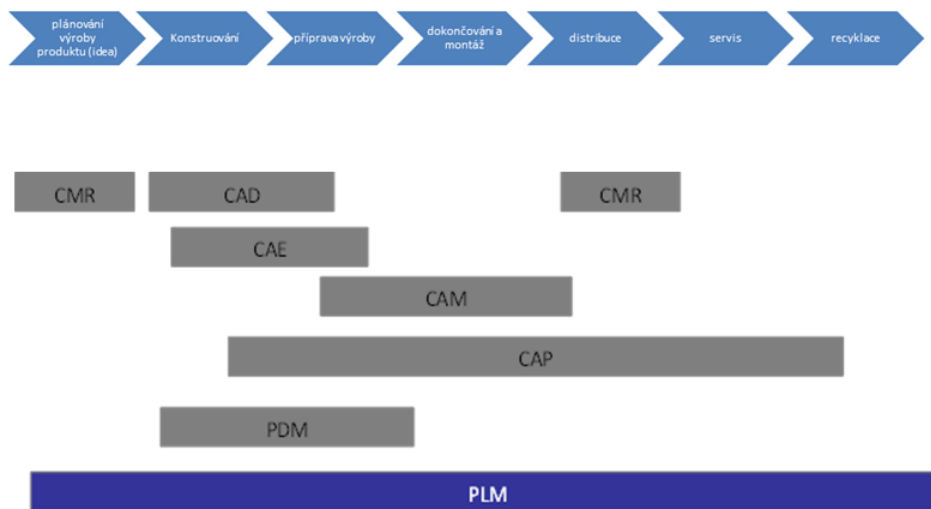 plánování
výroby
produktu (idea)
Konstruování
příprava výroby
dokončování a
montáž
distribuce
servis
recyklace
CMR
CAD
CMR
CAE
CAM
CAP
PDM
PLM